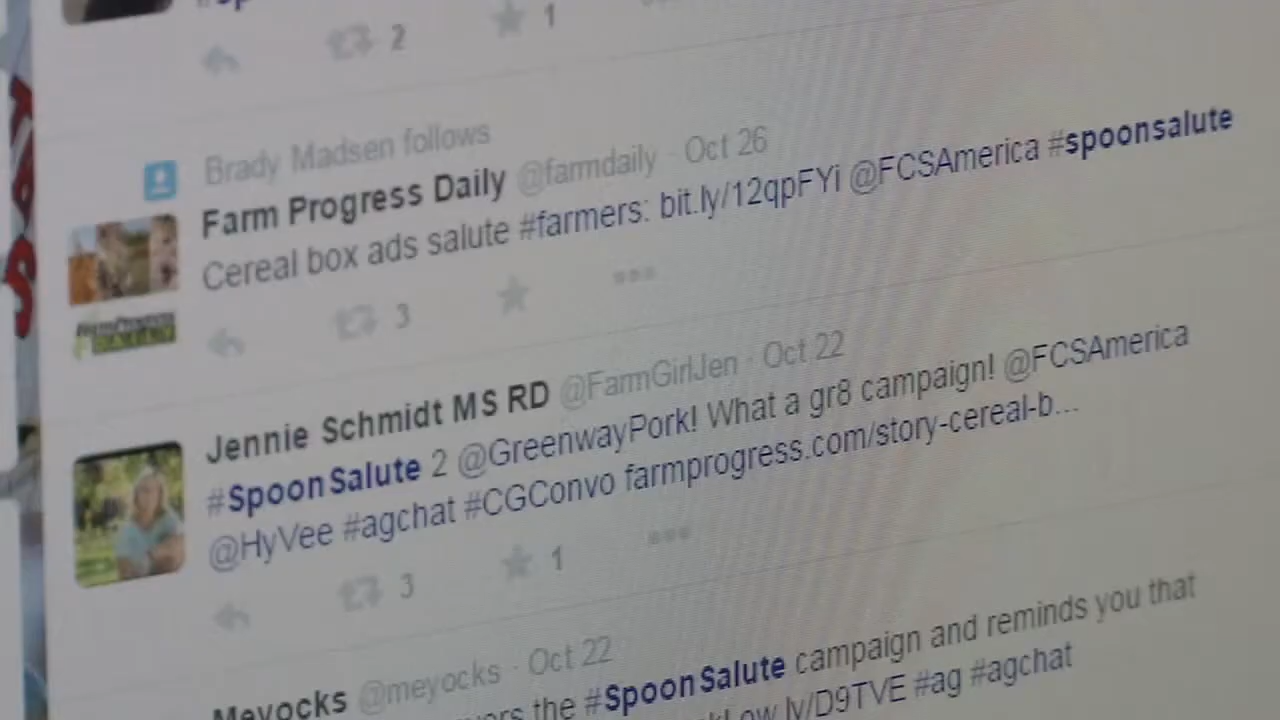 2 1
Brady Madsen follows
Farm Progress Daily @farmdaily · Oct 26
Cereal box ads salute #farmers: bit.ly/12qpFYi @FCSAmerica #spoonsalute
3
Jennie Schmidt MS RD @FarmGirlJen · Oct 22
#SpoonSalute 2 @GreenwayPork! What a gr8 campaign! @FCSAmerica
@HyVee #agchat #CGConvo farmprogress.com/story-cereal-b...
3 1
Meyocks @meyocks · Oct 22
the #SpoonSalute campaign and reminds you that
ly/D9TVE #ag #agchat